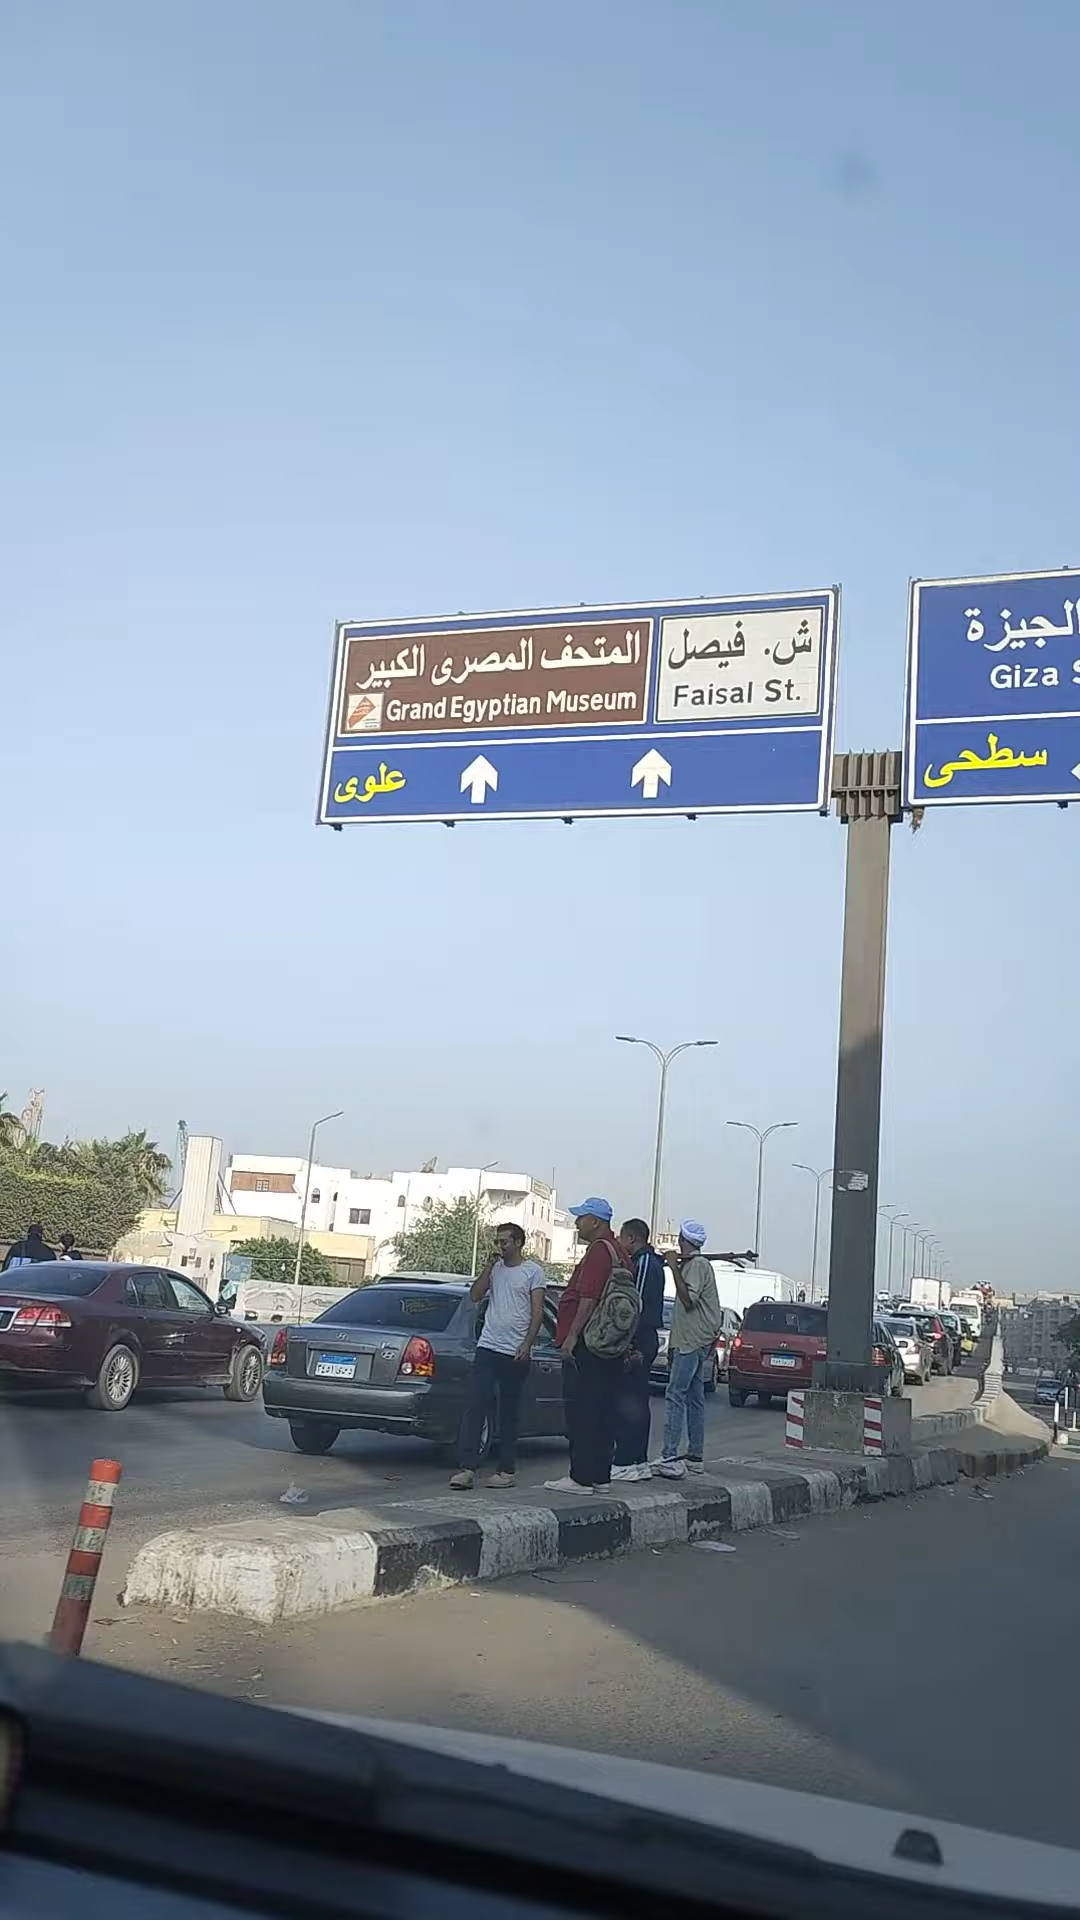 المتحف المصرى الكبير
Grand Egyptian Museum
ش. فيصل
Faisal St.
علوى
الجيزة
Giza
سطحى